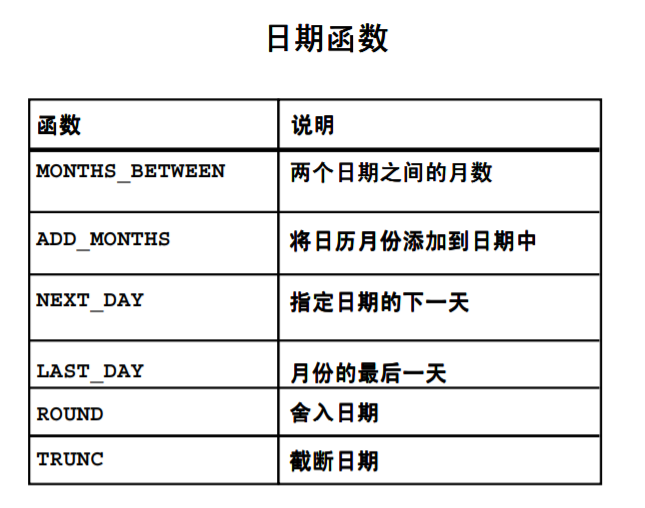 日期函数
函数 说明
MONTHS_BETWEEN 两个日期之间的月数
ADD_MONTHS 将日历月份添加到日期中
NEXT_DAY 指定日期的下一天
LAST_DAY 月份的最后一天
ROUND 舍入日期
TRUNC 截断日期